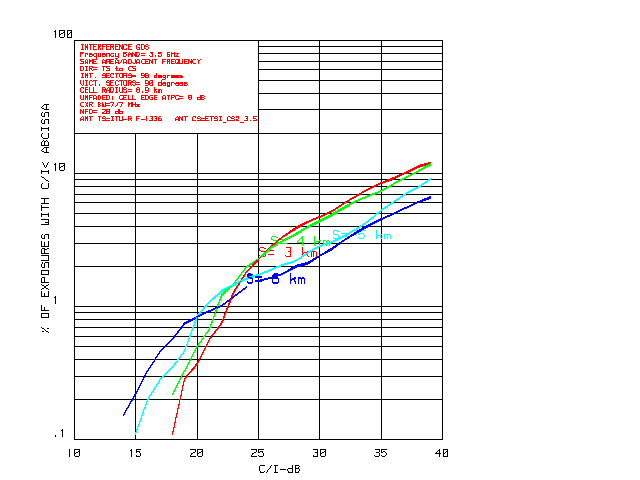 100
INTERFERENCE GDS
Frequency BAND= 3.5 GHz
SAME AREA/ADJACENT FREQUENCY
DIR= TS to CS
INT. SECTORS= 90 degrees
VICT. SECTORS= 90 degrees
CELL RADIUS= 0.9 km
UNFADED: CELL EDGE ATPC= 0 dB
CXR BW=7/7 MHz
NFD= 20 db
ANT TS=ITU-R F-1336 ANT CS=ETSI_CS2_3.5
% OF EXPOSURES WITH C/I< ABCISSA
10
S= 5 km
S= 4 km
S= 3 km
S= 6 km
1
.1
10 15 20 25 30 35 40
C/I-dB